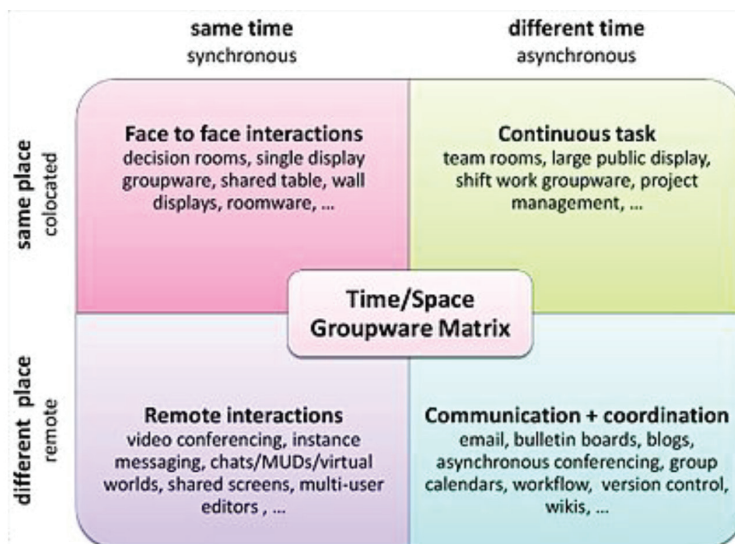 same time
synchronous
different time
asynchronous
same place
colocated
Face to face interactions
decision rooms, single display
groupware, shared table, wall
displays, roomware, ...
Continuous task
team rooms, large public display,
shift work groupware, project
management, ...
Time/Space
Groupware Matrix
different place
remote
Remote interactions
video conferencing, instance
messaging, chats/MUDs/virtual
worlds, shared screens, multi-user
editors , ...
Communication + coordination
email, bulletin boards, blogs,
asynchronous conferencing, group
calendars, workflow, version control,
wikis, ...